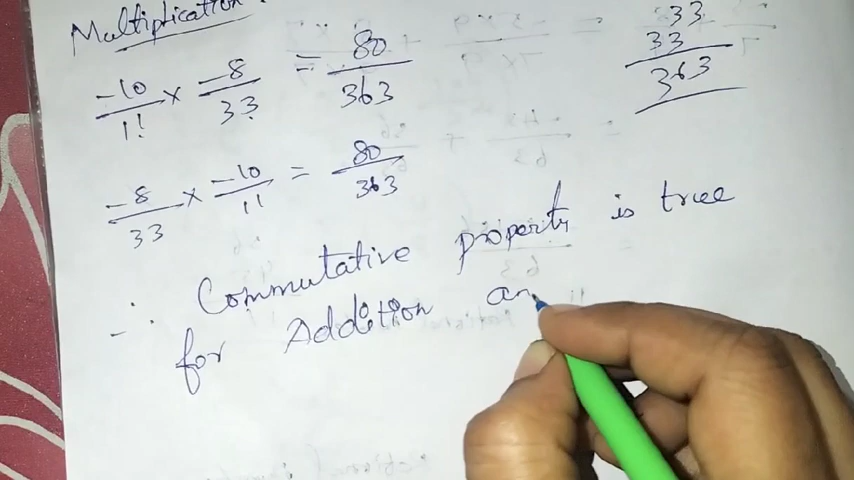 Multiplication :
-10/11 x -8/33 = 80/363
33
33
363
-8/33 x -10/11 = 80/363
∴ Commutative property is true
for Addition an